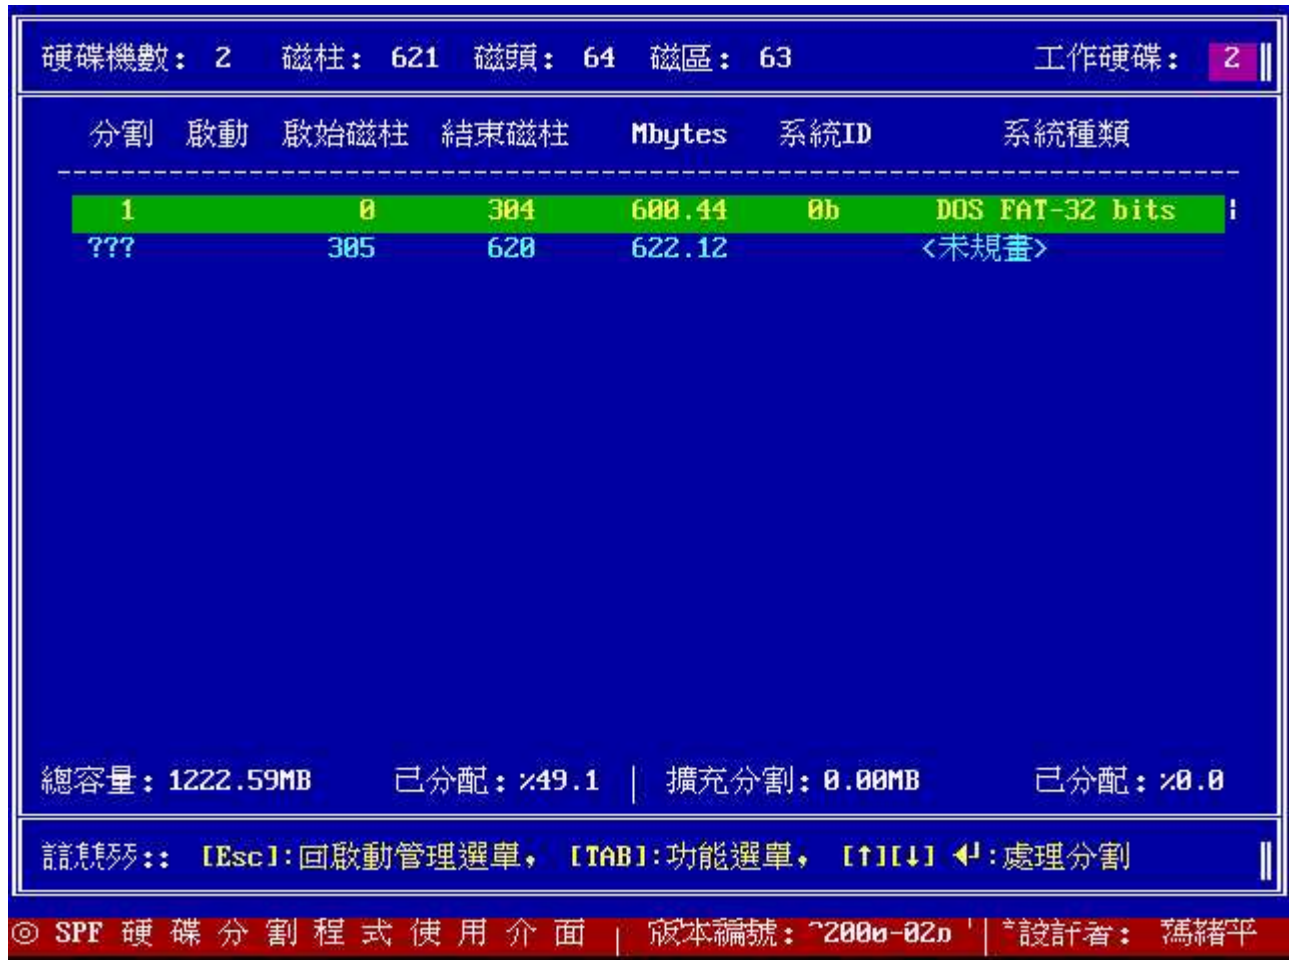 硬碟機數: 2 磁柱: 621 磁頭: 64 磁區: 63 工作硬碟: 2
分割 啟動 啟始磁柱 結束磁柱 Mbytes 系統ID 系統種類
1 0 304 600.44 0b DOS FAT-32 bits
??? 305 620 622.12 <未規畫>
總容量: 1222.59MB 已分配: %49.1 | 擴充分割: 0.00MB 已分配: %0.0
[Esc]:回啟動管理選單, [TAB]:功能選單, [↑][↓] ◄┘:處理分割
◎ SPF 硬碟分割程式使用介面 | 版本編號: | 設計者: